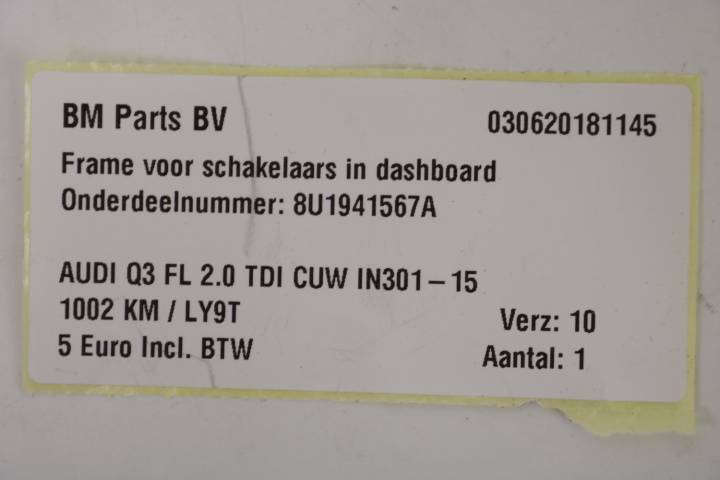 BM Parts BV 030620181145
Frame voor schakelaars in dashboard
Onderdeelnummer: 8U1941567A
AUDI Q3 FL 2.0 TDI CUW IN301-15
1002 KM / LY9T Verz: 10
5 Euro Incl. BTW Aantal: 1